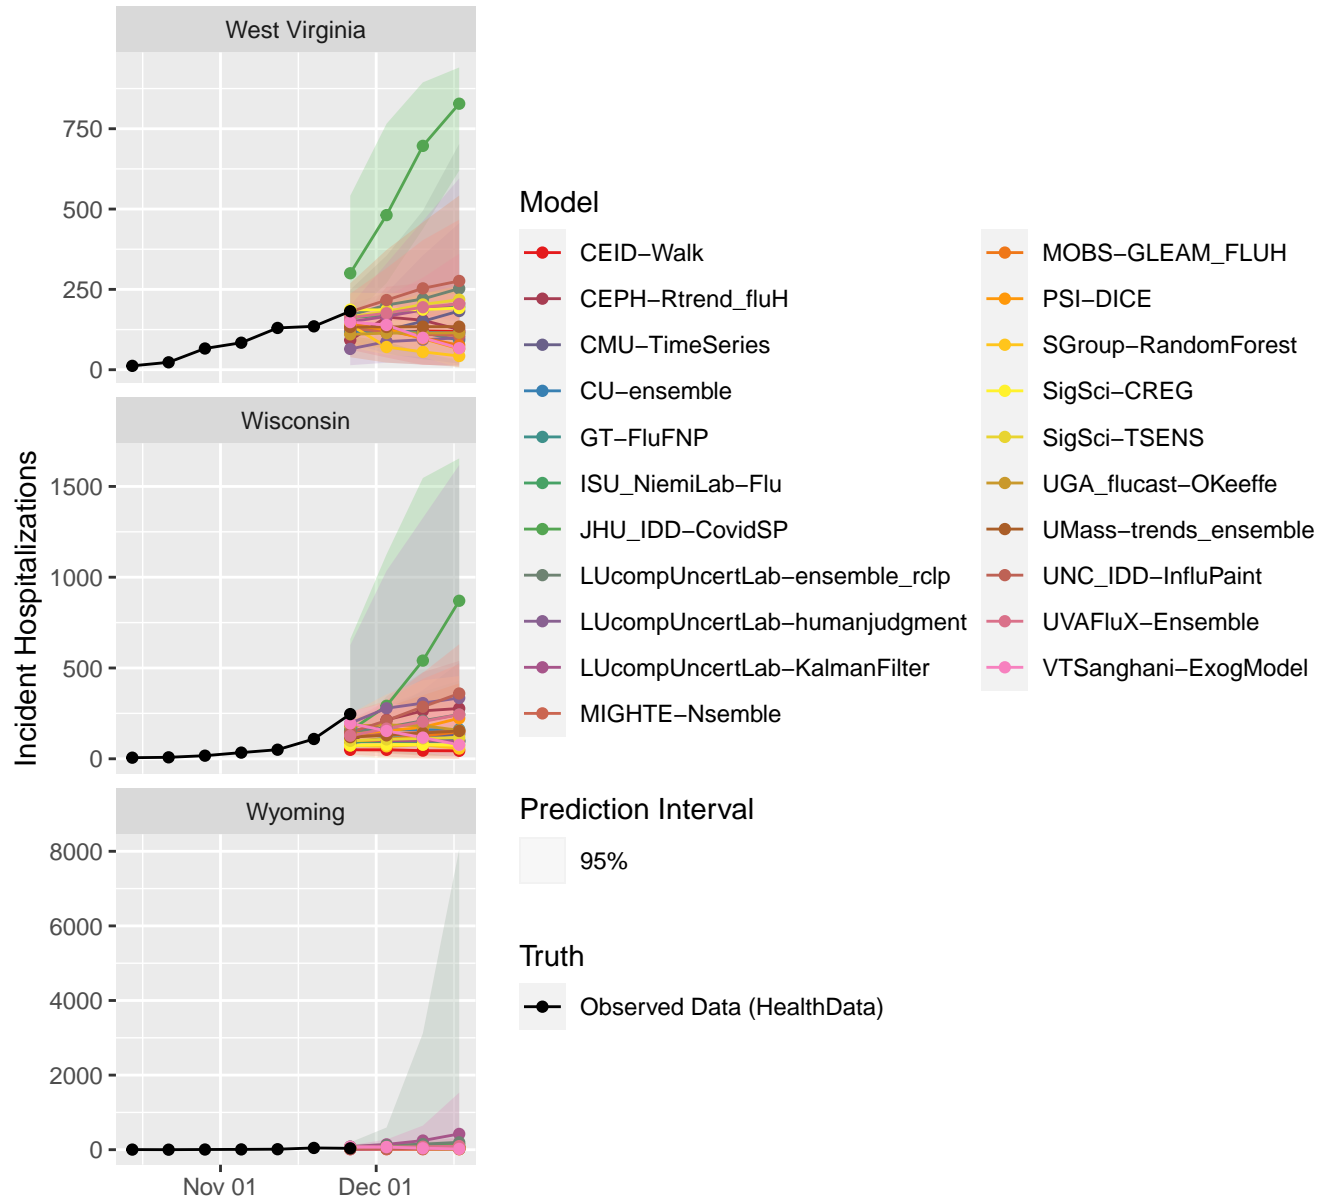 West Virginia
750
500
250
0
Wisconsin
1500
1000
500
0
Wyoming
8000
6000
4000
2000
0
Nov 01
Dec 01
Incident Hospitalizations
Model
CEID−Walk
CEPH−Rtrend_fluH
CMU−TimeSeries
CU−ensemble
GT−FluFNP
ISU_NiemiLab−Flu
JHU_IDD−CovidSP
LUcompUncertLab−ensemble_rclp
LUcompUncertLab−humanjudgment
LUcompUncertLab−KalmanFilter
MIGHTE−Nsemble
MOBS−GLEAM_FLUH
PSI−DICE
SGroup−RandomForest
SigSci−CREG
SigSci−TSENS
UGA_flucast−OKeeffe
UMass−trends_ensemble
UNC_IDD−InfluPaint
UVAFluX−Ensemble
VTSanghani−ExogModel
Prediction Interval
95%
Truth
Observed Data (HealthData)